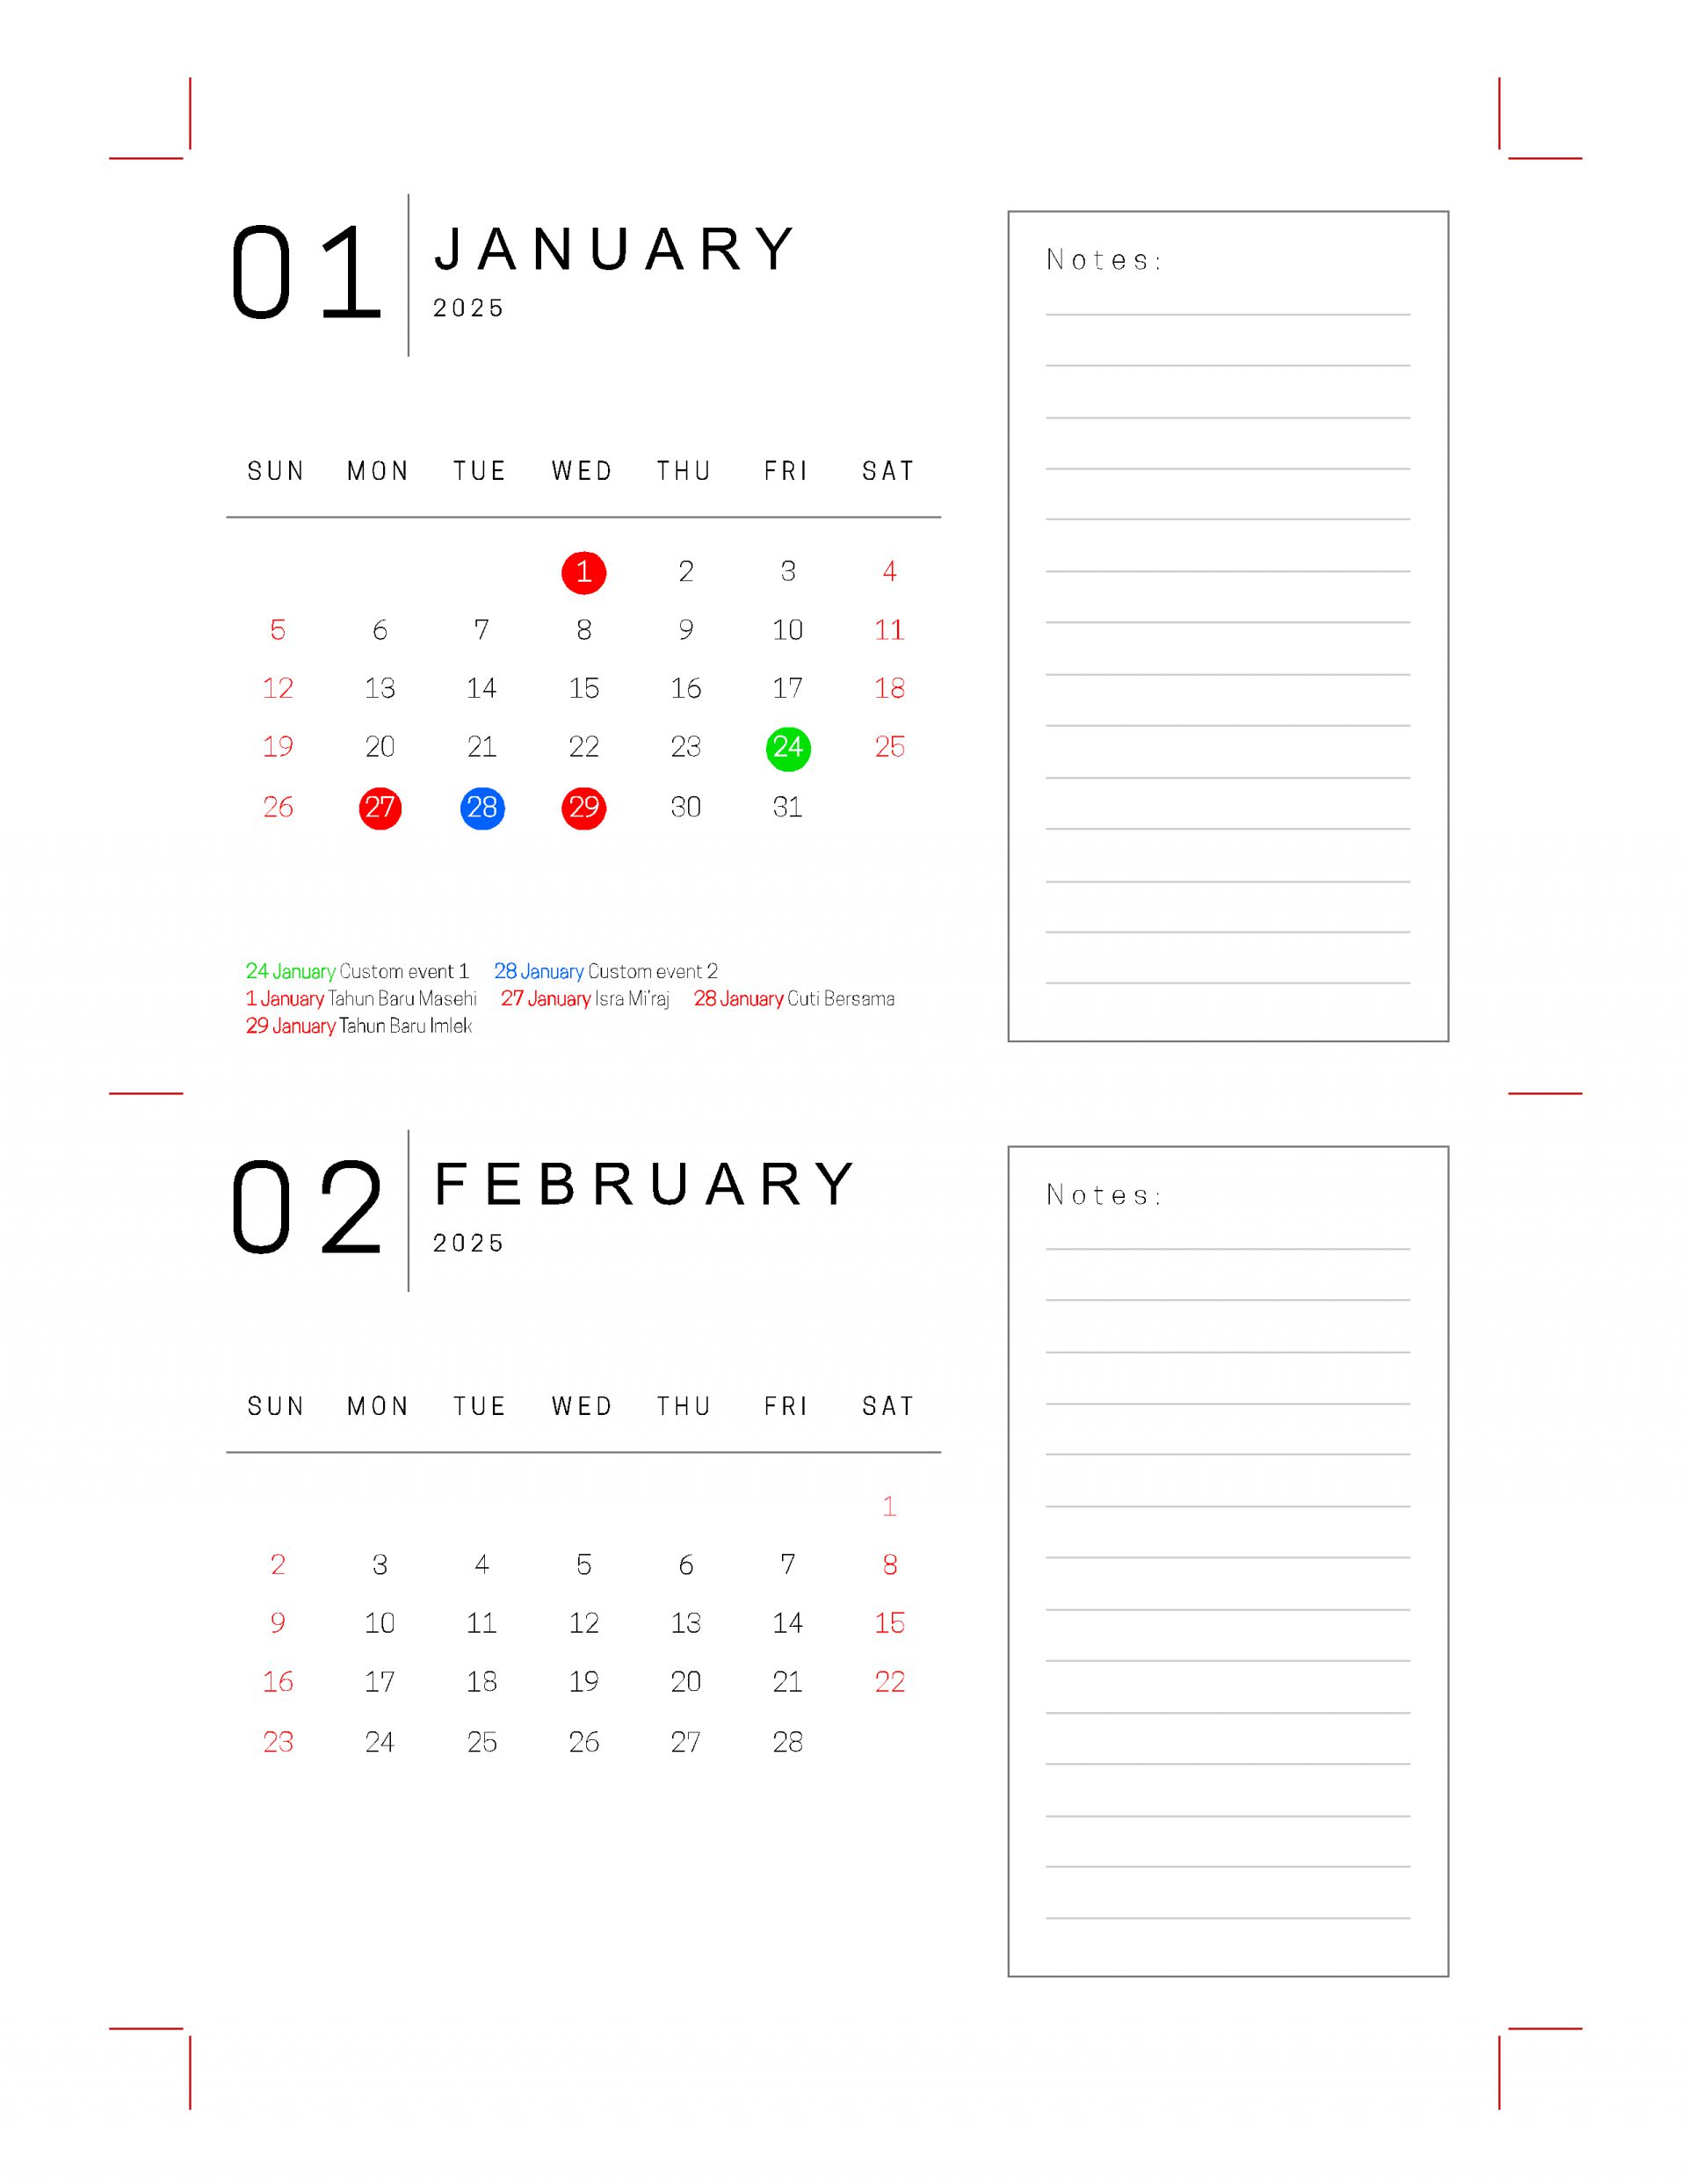 01
JANUARY
2025
SUN MON TUE WED THU FRI SAT
1 2 3 4
5 6 7 8 9 10 11
12 13 14 15 16 17 18
19 20 21 22 23 24 25
26 27 28 29 30 31
24 January Custom event 1 28 January Custom event 2
1 January Tahun Baru Masehi 27 January Isra Mi'raj 28 January Cuti Bersama
29 January Tahun Baru Imlek
Notes:
02
FEBRUARY
2025
SUN MON TUE WED THU FRI SAT
1
2 3 4 5 6 7 8
9 10 11 12 13 14 15
16 17 18 19 20 21 22
23 24 25 26 27 28
Notes: